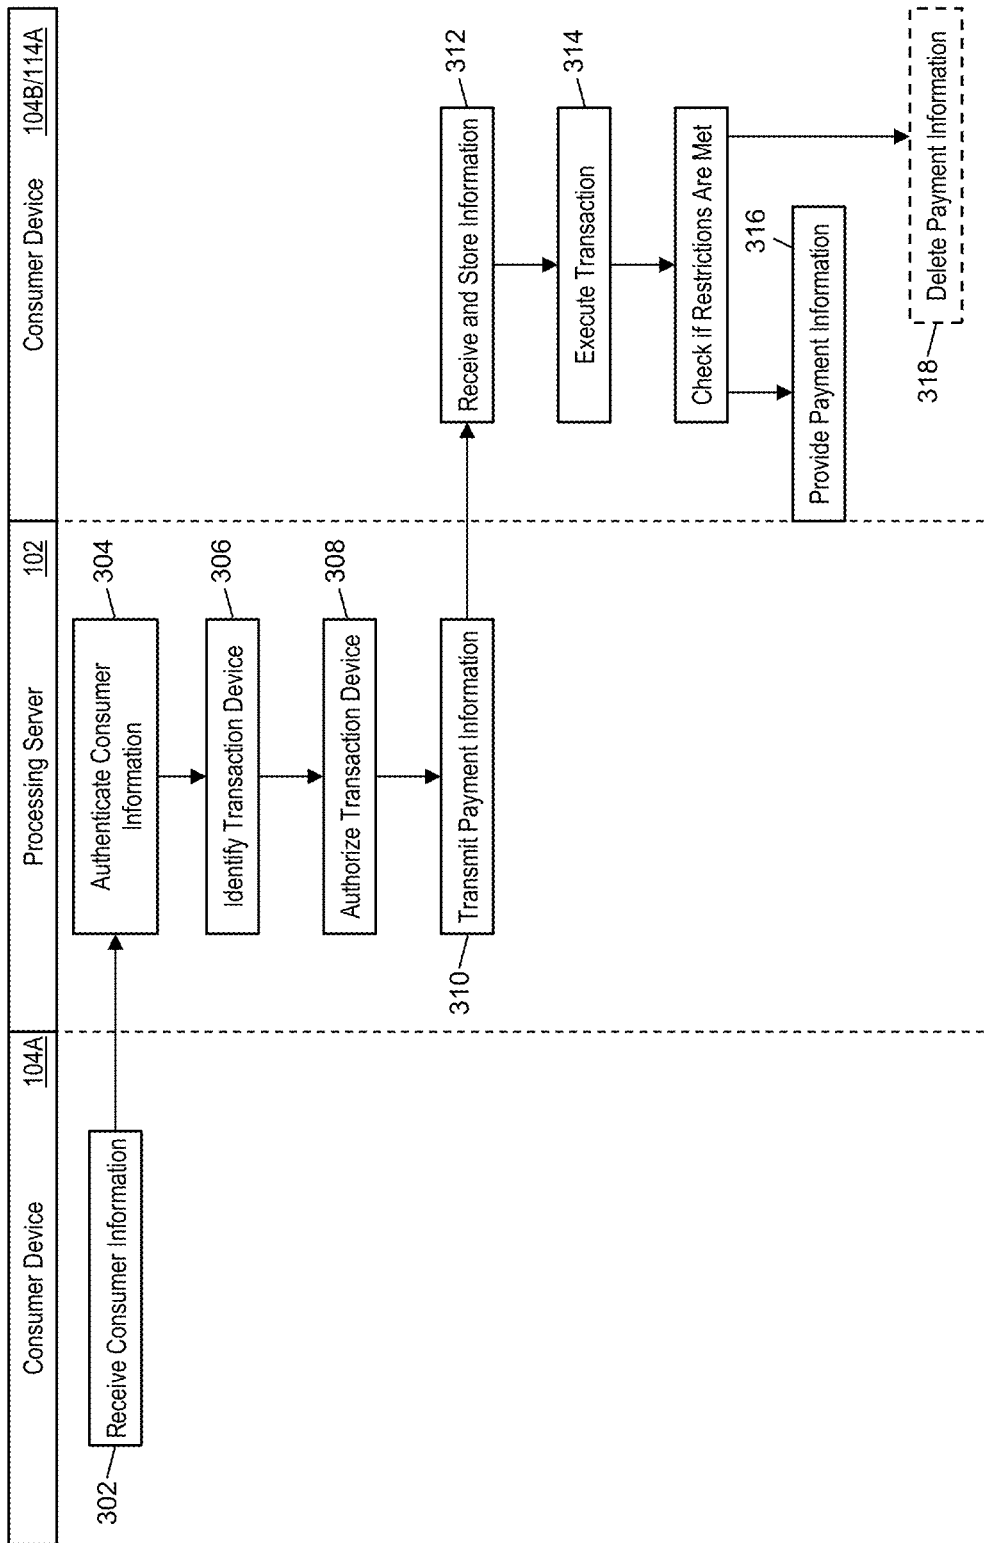 Consumer Device 104A
Processing Server 102
Consumer Device 104B/114A
302
Receive Consumer Information
Authenticate Consumer
Information
304
Identify Transaction Device
306
Authorize Transaction Device
308
310
Transmit Payment Information
Receive and Store Information
312
Execute Transaction
314
Check if Restrictions Are Met
Provide Payment Information
316
318
Delete Payment Information